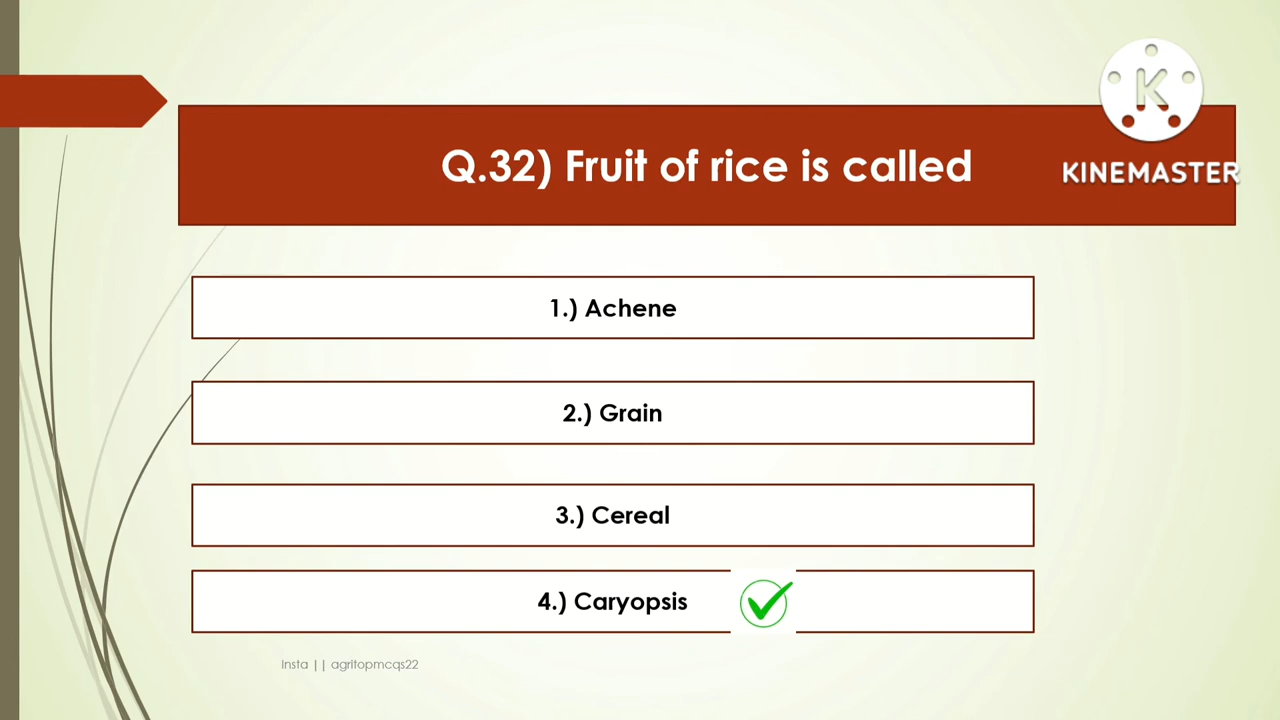 Q.32) Fruit of rice is called
KINEMASTER
1.) Achene
2.) Grain
3.) Cereal
4.) Caryopsis
Insta || agritopmcqs22